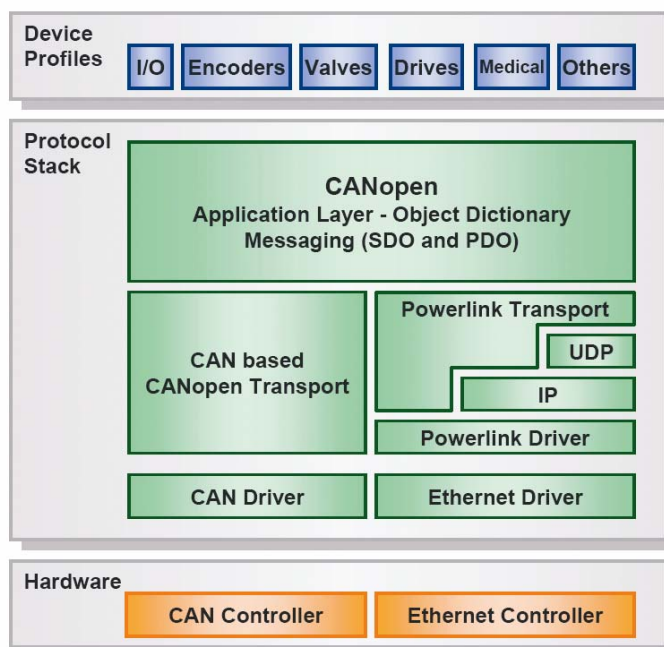 Device
Profiles
I/O Encoders Valves Drives Medical Others
Protocol
Stack
CANopen
Application Layer - Object Dictionary
Messaging (SDO and PDO)
CAN based
CANopen Transport
Powerlink Transport
UDP
IP
Powerlink Driver
CAN Driver
Ethernet Driver
Hardware
CAN Controller
Ethernet Controller